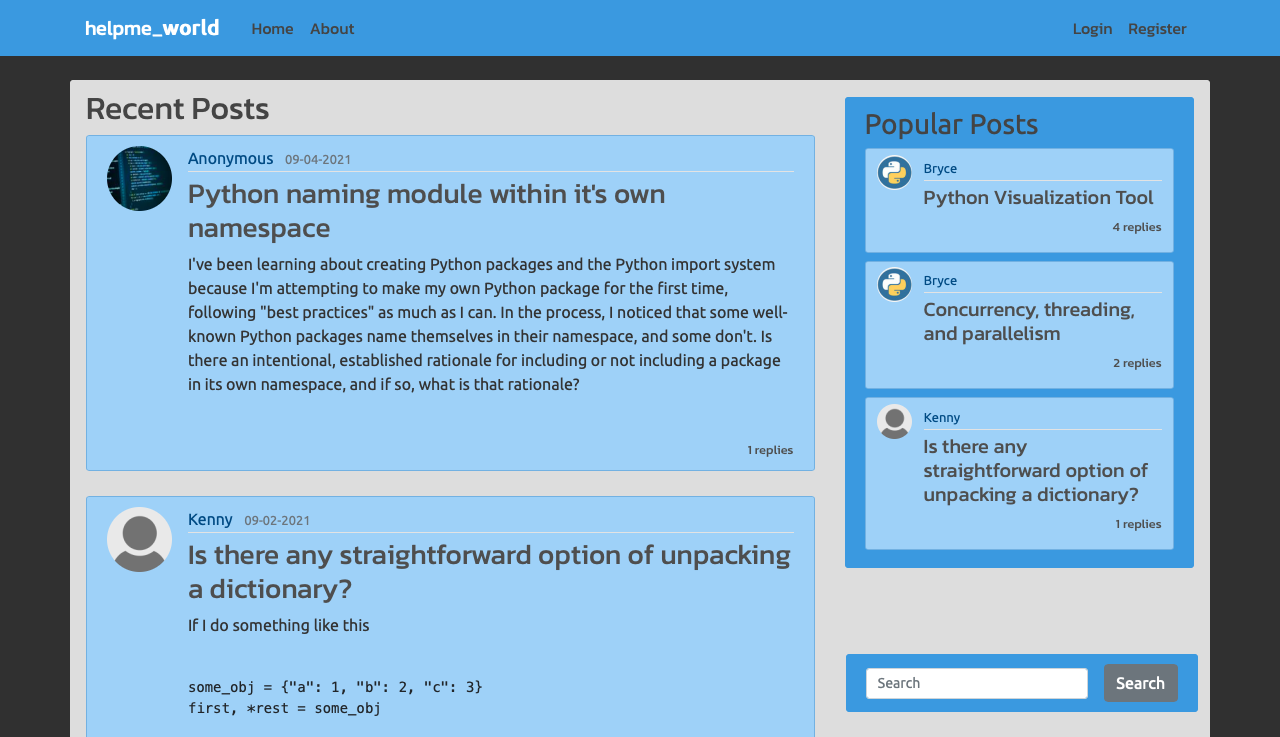 helpme_world Home About Login Register
Recent Posts
Anonymous 09-04-2021
Python naming module within it's own
namespace
I've been learning about creating Python packages and the Python import system
because I'm attempting to make my own Python package for the first time,
following "best practices" as much as I can. In the process, I noticed that some well-
known Python packages name themselves in their namespace, and some don't. Is
there an intentional, established rationale for including or not including a package
in its own namespace, and if so, what is that rationale?
1 replies
Kenny 09-02-2021
Is there any straightforward option of unpacking
a dictionary?
If I do something like this
some_obj = {"a": 1, "b": 2, "c": 3}
first, *rest = some_obj
Popular Posts
Bryce
Python Visualization Tool
4 replies
Bryce
Concurrency, threading,
and parallelism
2 replies
Kenny
Is there any
straightforward option of
unpacking a dictionary?
1 replies
Search Search